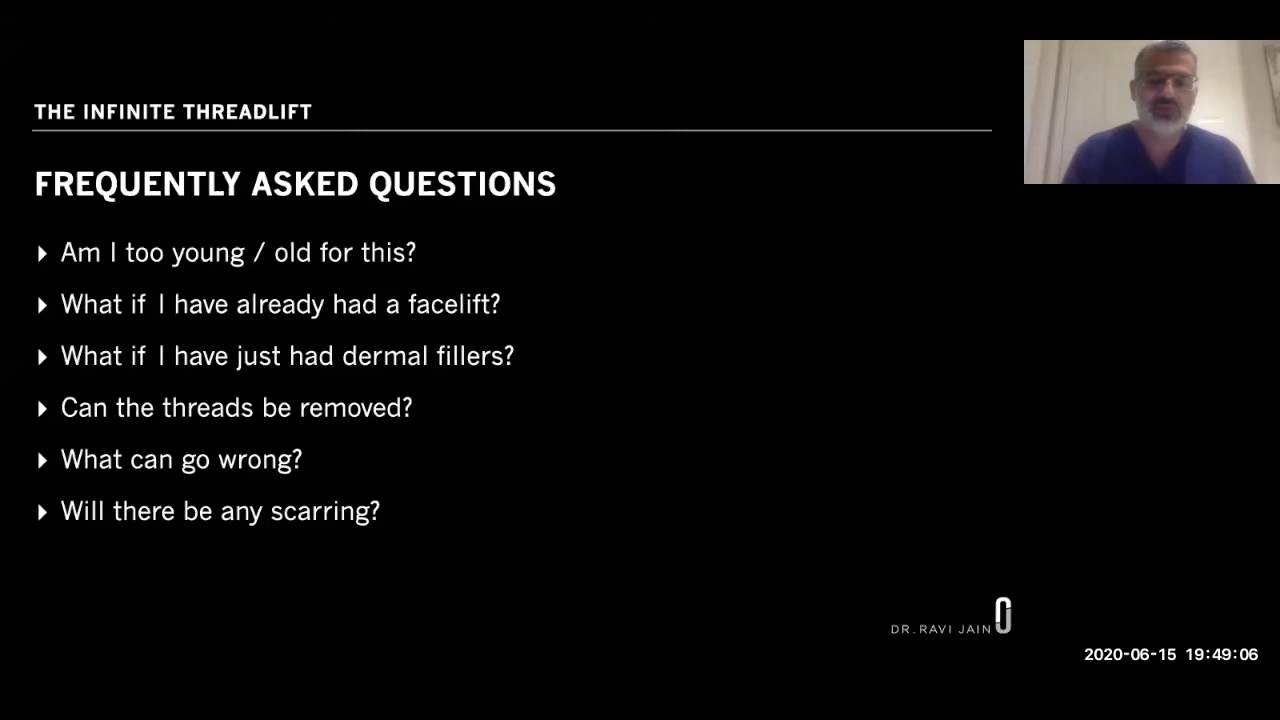 THE INFINITE THREADLIFT
FREQUENTLY ASKED QUESTIONS
Am I too young / old for this?
What if I have already had a facelift?
What if I have just had dermal fillers?
Can the threads be removed?
What can go wrong?
Will there be any scarring?
DR. RAVI JAIN
2020-06-15 19:49:06